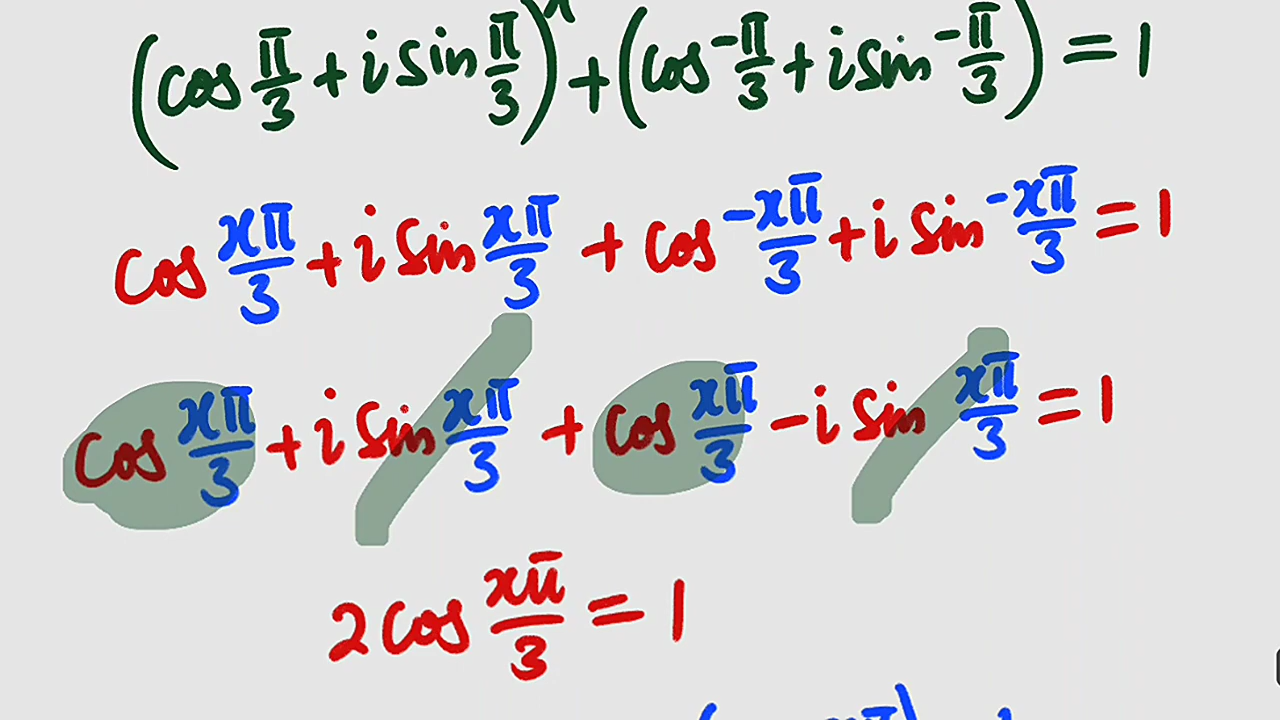 (cos π/3 + i sin π/3)^x + (cos -π/3 + i sin -π/3) = 1
cos xπ/3 + i sin xπ/3 + cos -xπ/3 + i sin -xπ/3 = 1
cos xπ/3 + i sin xπ/3 + cos xπ/3 - i sin xπ/3 = 1
2 cos xπ/3 = 1